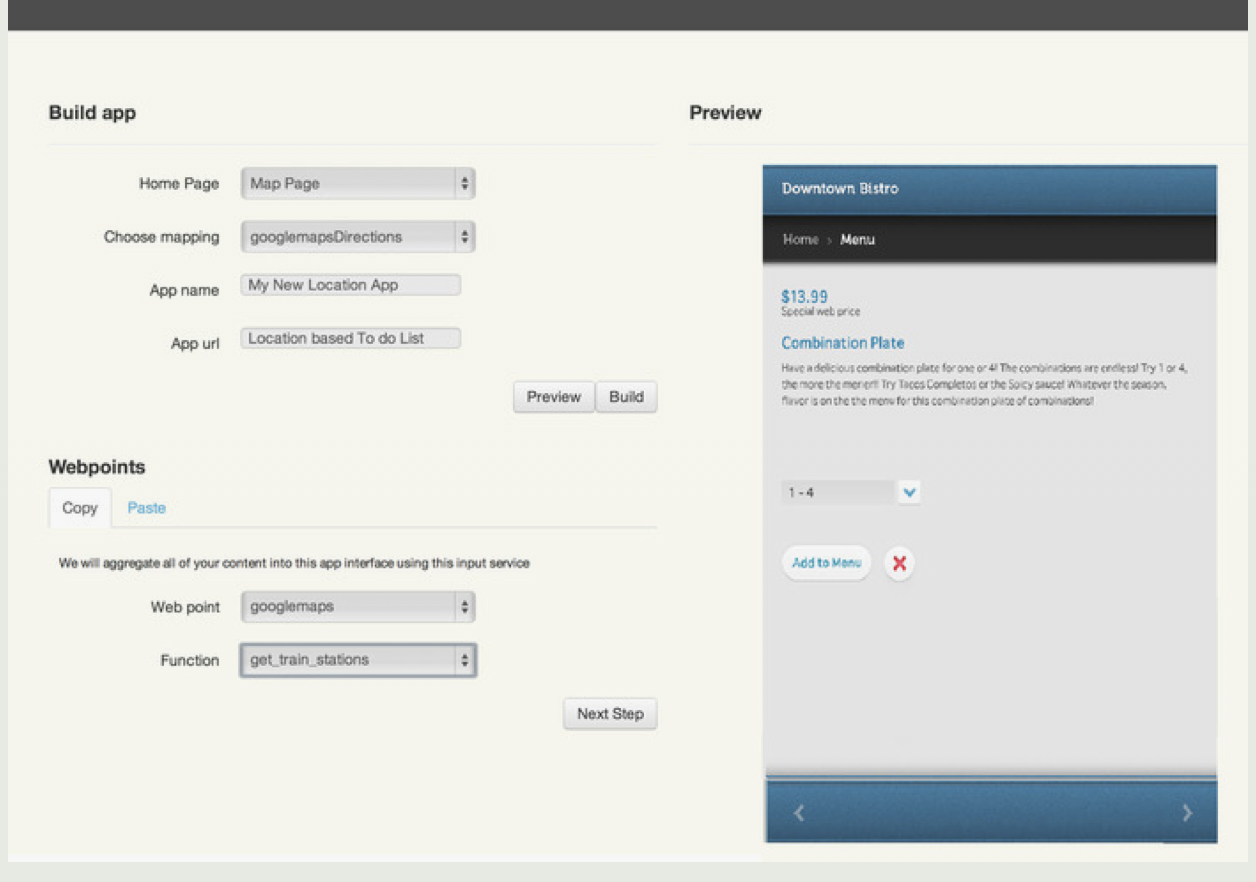 Build app
Home Page
Map Page
Choose mapping
googlemapsDirections
App name
My New Location App
App url
Location based To do List
Preview
Build
Webpoints
Copy
Paste
We will aggregate all of your content into this app interface using this input service
Web point
googlemaps
Function
get_train_stations
Next Step
Preview
Downtown Bistro
Home > Menu
$13.99
Special web price
Combination Plate
Have a delicious combination plate for one or 4! The combinations are endless! Try 1 or 4,
the more the merier!! Try Tacos Completos or the Spicy sauce! Whatever the season,
flavor is on the the menu for this combination plate of combinations!
1 - 4
Add to Menu